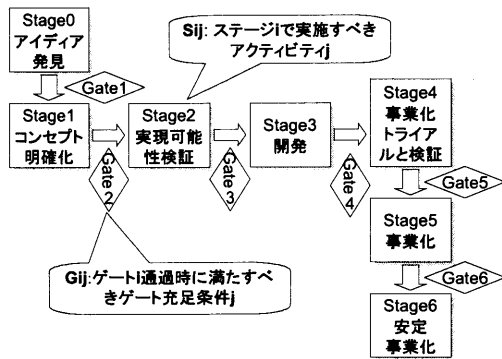 Stage0
アイディア
発見
Gate1
Sij: ステージiで実施すべき
アクティビティj
Stage1
コンセプト
明確化
Gate
2
Stage2
実現可能
性検証
Gate
3
Stage3
開発
Gate
4
Stage4
事業化
トライア
ルと検証
Gate5
Stage5
事業化
Gate6
Stage6
安定
事業化
Gij:ゲートi通過時に満たすべ
きゲート充足条件j